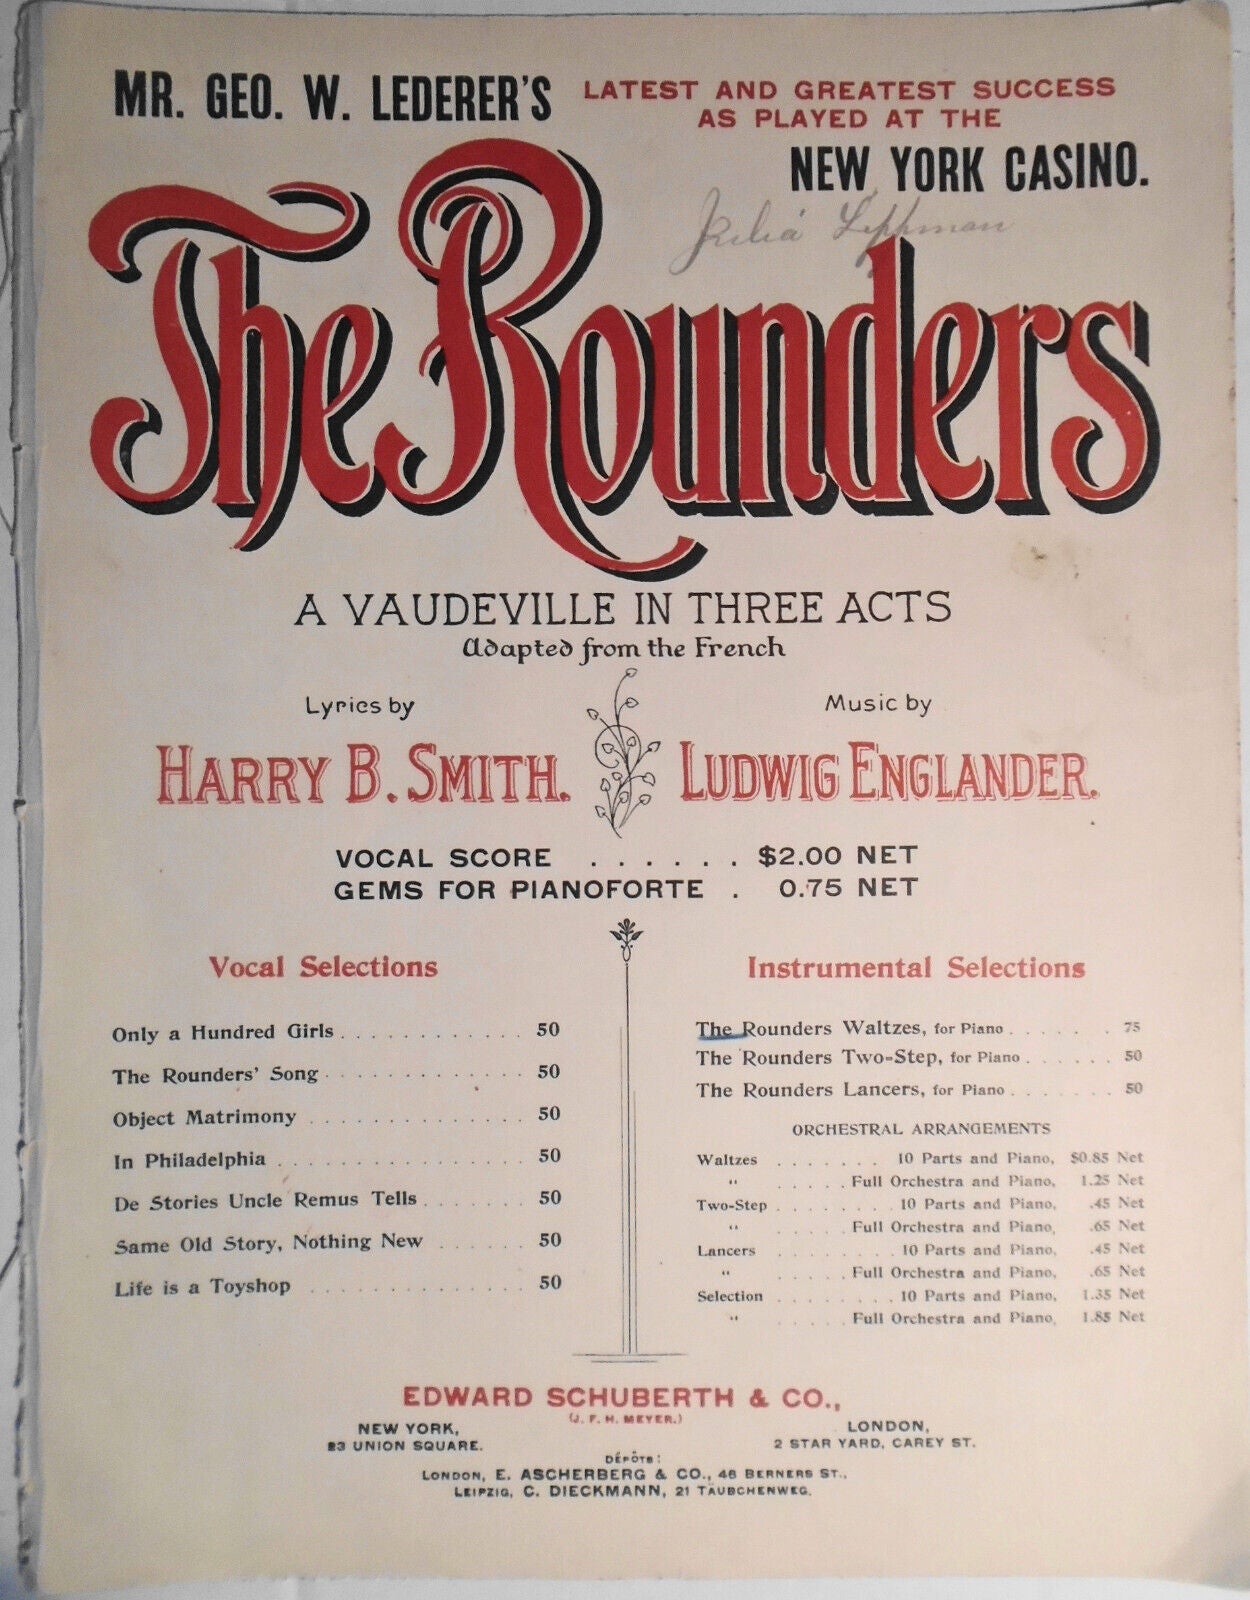 MR. GEO. W. LEDERER'S
LATEST AND GREATEST SUCCESS
AS PLAYED AT THE
NEW YORK CASINO.
Julia Lippman
The Rounders
A VAUDEVILLE IN THREE ACTS
Adapted from the French
Lyrics by
HARRY B. SMITH.
Music by
LUDWIG ENGLANDER.
VOCAL SCORE . . . . . . $2.00 NET
GEMS FOR PIANOFORTE . 0.75 NET
Vocal Selections
Only a Hundred Girls . . . . . . . . . . . . 50
The Rounders' Song . . . . . . . . . . . . . 50
Object Matrimony . . . . . . . . . . . . . . 50
In Philadelphia . . . . . . . . . . . . . . . . 50
De Stories Uncle Remus Tells . . . . . . . 50
Same Old Story, Nothing New . . . . . . 50
Life is a Toyshop . . . . . . . . . . . . . . 50
Instrumental Selections
The Rounders Waltzes, for Piano . . . . . . . 75
The Rounders Two-Step, for Piano . . . . . . 50
The Rounders Lancers, for Piano . . . . . . . 50
ORCHESTRAL ARRANGEMENTS
Waltzes . . . . . . . 10 Parts and Piano, $0.85 Net
" . . . . . Full Orchestra and Piano, 1.25 Net
Two-Step . . . . . . . . 10 Parts and Piano, .45 Net
" . . . . . Full Orchestra and Piano, .65 Net
Lancers . . . . . . . . 10 Parts and Piano, .45 Net
" . . . . . Full Orchestra and Piano, .65 Net
Selection . . . . . . . . 10 Parts and Piano, 1.35 Net
" . . . . . Full Orchestra and Piano, 1.85 Net
EDWARD SCHUBERTH & CO.,
(J. F. H. MEYER.)
NEW YORK,
23 UNION SQUARE.
LONDON,
2 STAR YARD, CAREY ST.
DÉPÔTS:
LONDON, E. ASCHERBERG & CO., 46 BERNERS ST.,
LEIPZIG, C. DIECKMANN, 21 TÄUBCHENWEG.